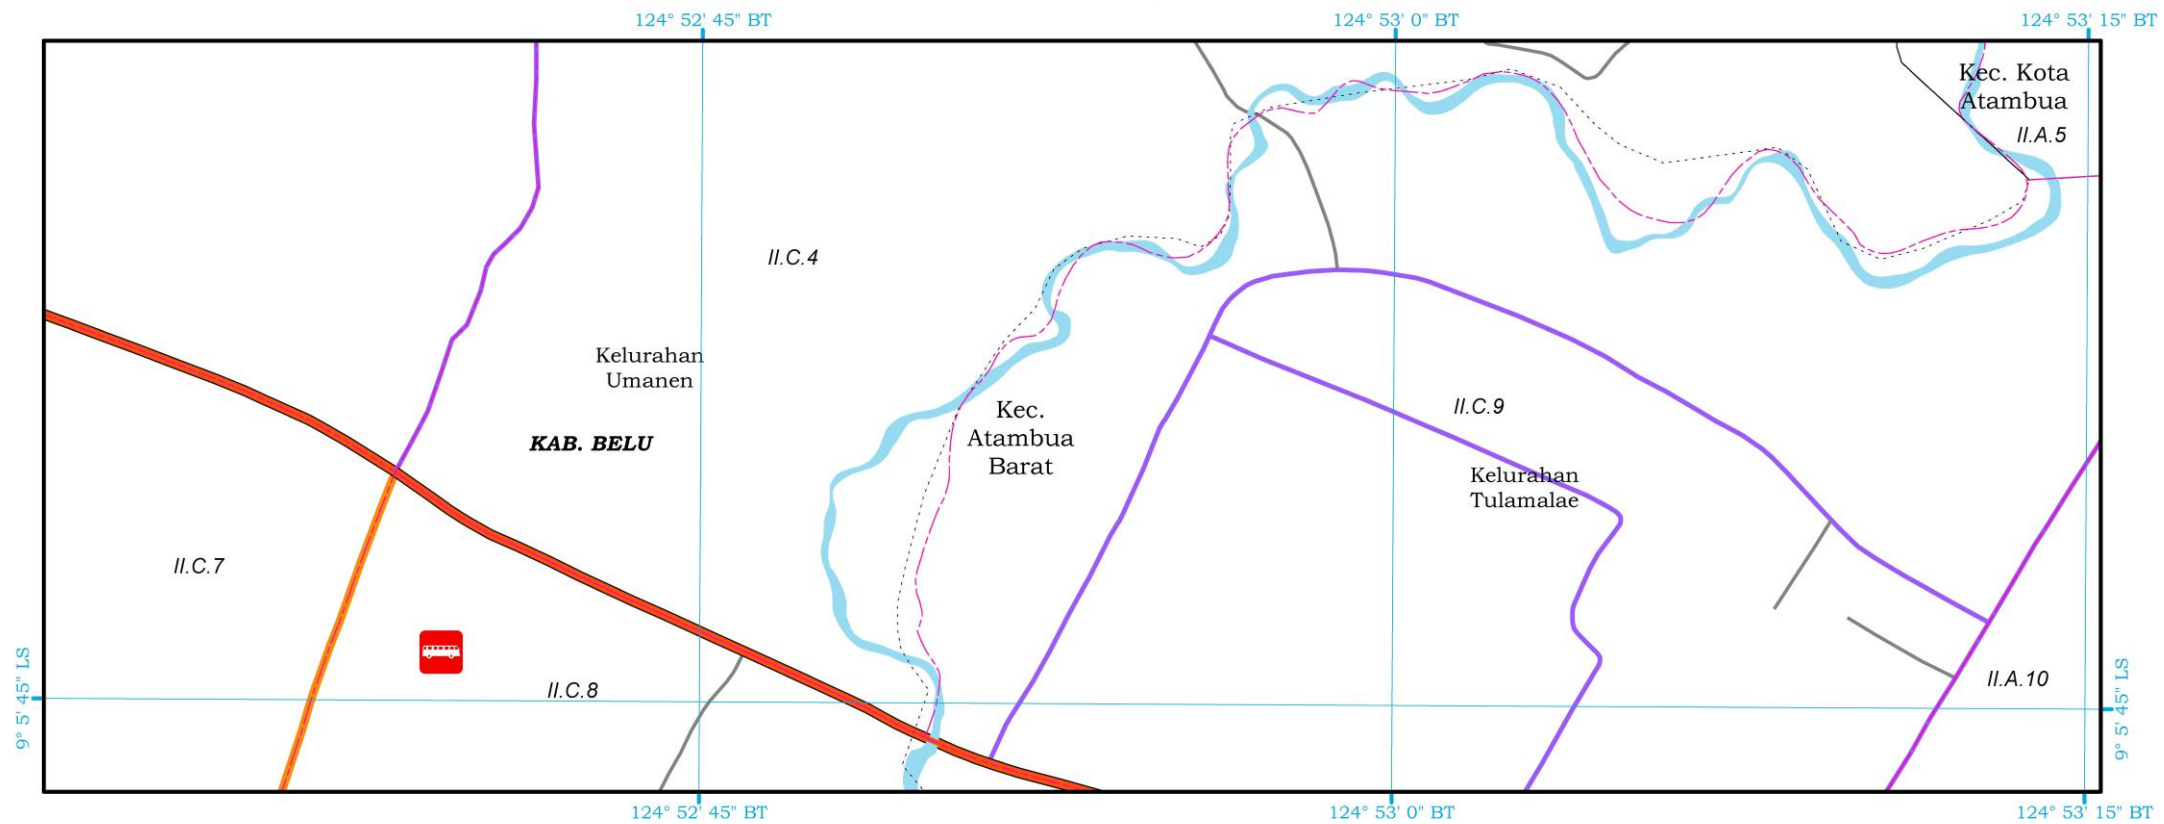 124° 52' 45" BT
124° 53' 0" BT
124° 53' 15" BT
Kec. Kota
Atambua
II.A.5
II.C.4
Kelurahan
Umanen
KAB. BELU
Kec.
Atambua
Barat
II.C.9
Kelurahan
Tulamalae
II.C.7
II.C.8
II.A.10
9° 5' 45" LS
9° 5' 45" LS
124° 52' 45" BT
124° 53' 0" BT
124° 53' 15" BT